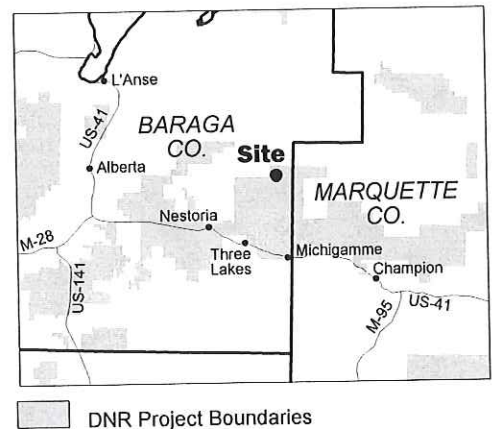 L'Anse
US-41
BARAGA
CO.
Site
Alberta
MARQUETTE
CO.
Nestoria
M-28
Three
Lakes
Michigamme
US-141
Champion
US-41
M-95
DNR Project Boundaries